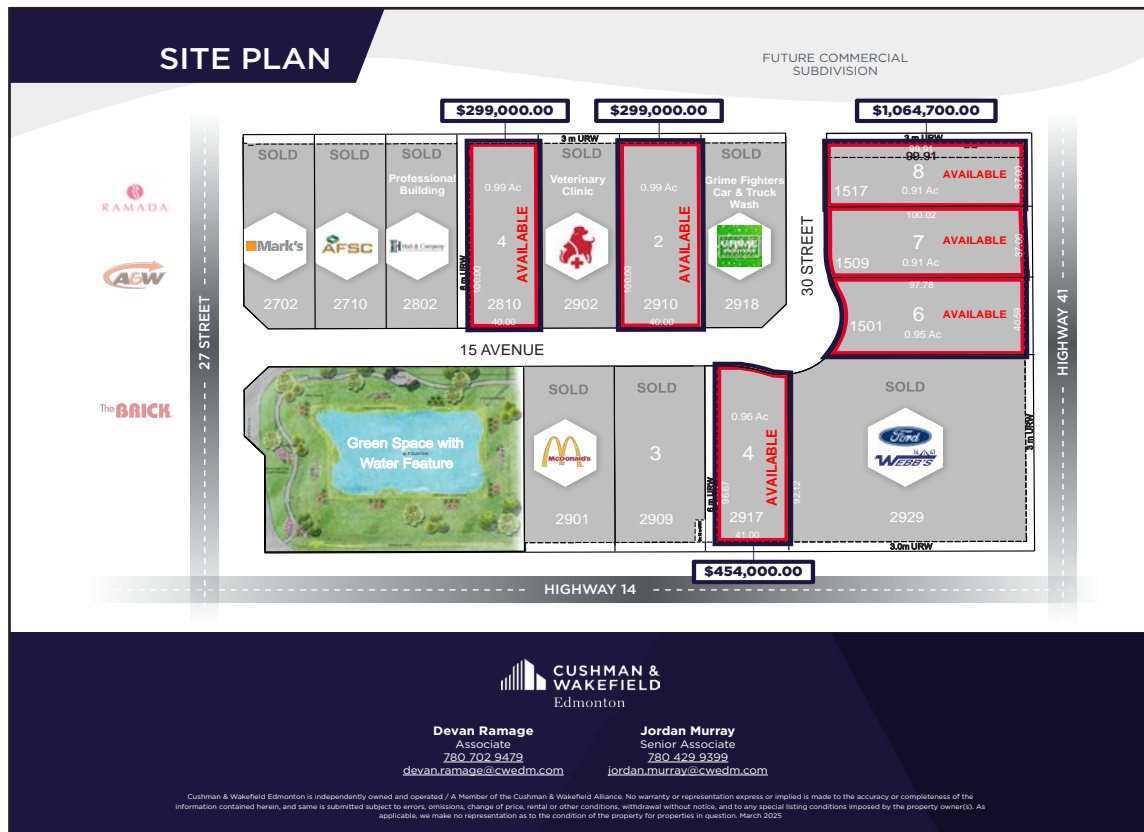 SITE PLAN
FUTURE COMMERCIAL
SUBDIVISION
$299,000.00
$299,000.00
$1,064,700.00
3 m URW
3 m URW
SOLD
SOLD
SOLD
Professional
Building
0.99 Ac
4
AVAILABLE
SOLD
Veterinary
Clinic
0.99 Ac
2
AVAILABLE
SOLD
Grime Fighters
Car & Truck
Wash
99.91
99.91
8
AVAILABLE
1517
0.91 Ac
37.00
100.02
7
AVAILABLE
1509
0.91 Ac
37.00
97.78
6
AVAILABLE
1501
0.95 Ac
40.59
RAMADA
A&W
The BRICK
Mark's
AFSC
Hall & Company
GRIME
6 m URW
100.00
100.00
2702
2710
2802
2810
2902
2910
2918
40.00
40.00
27 STREET
30 STREET
HIGHWAY 41
15 AVENUE
Green Space with
Water Feature
SOLD
McDonald's
2901
SOLD
3
2909
0.96 Ac
4
AVAILABLE
6 m URW
96.67
92.12
2917
41.00
SOLD
Ford
14 41
WEBB'S
2929
3 m URW
3.0m URW
$454,000.00
HIGHWAY 14
CUSHMAN &
WAKEFIELD
Edmonton
Devan Ramage
Associate
780 702 9479
devan.ramage@cwedm.com
Jordan Murray
Senior Associate
780 429 9399
jordan.murray@cwedm.com
Cushman & Wakefield Edmonton is independently owned and operated / A Member of the Cushman & Wakefield Alliance. No warranty or representation express or implied is made to the accuracy or completeness of the
information contained herein, and same is submitted subject to errors, omissions, change of price, rental or other conditions, withdrawal without notice, and to any special listing conditions imposed by the property owner(s). As
applicable, we make no representation as to the condition of the property for properties in question. March 2025